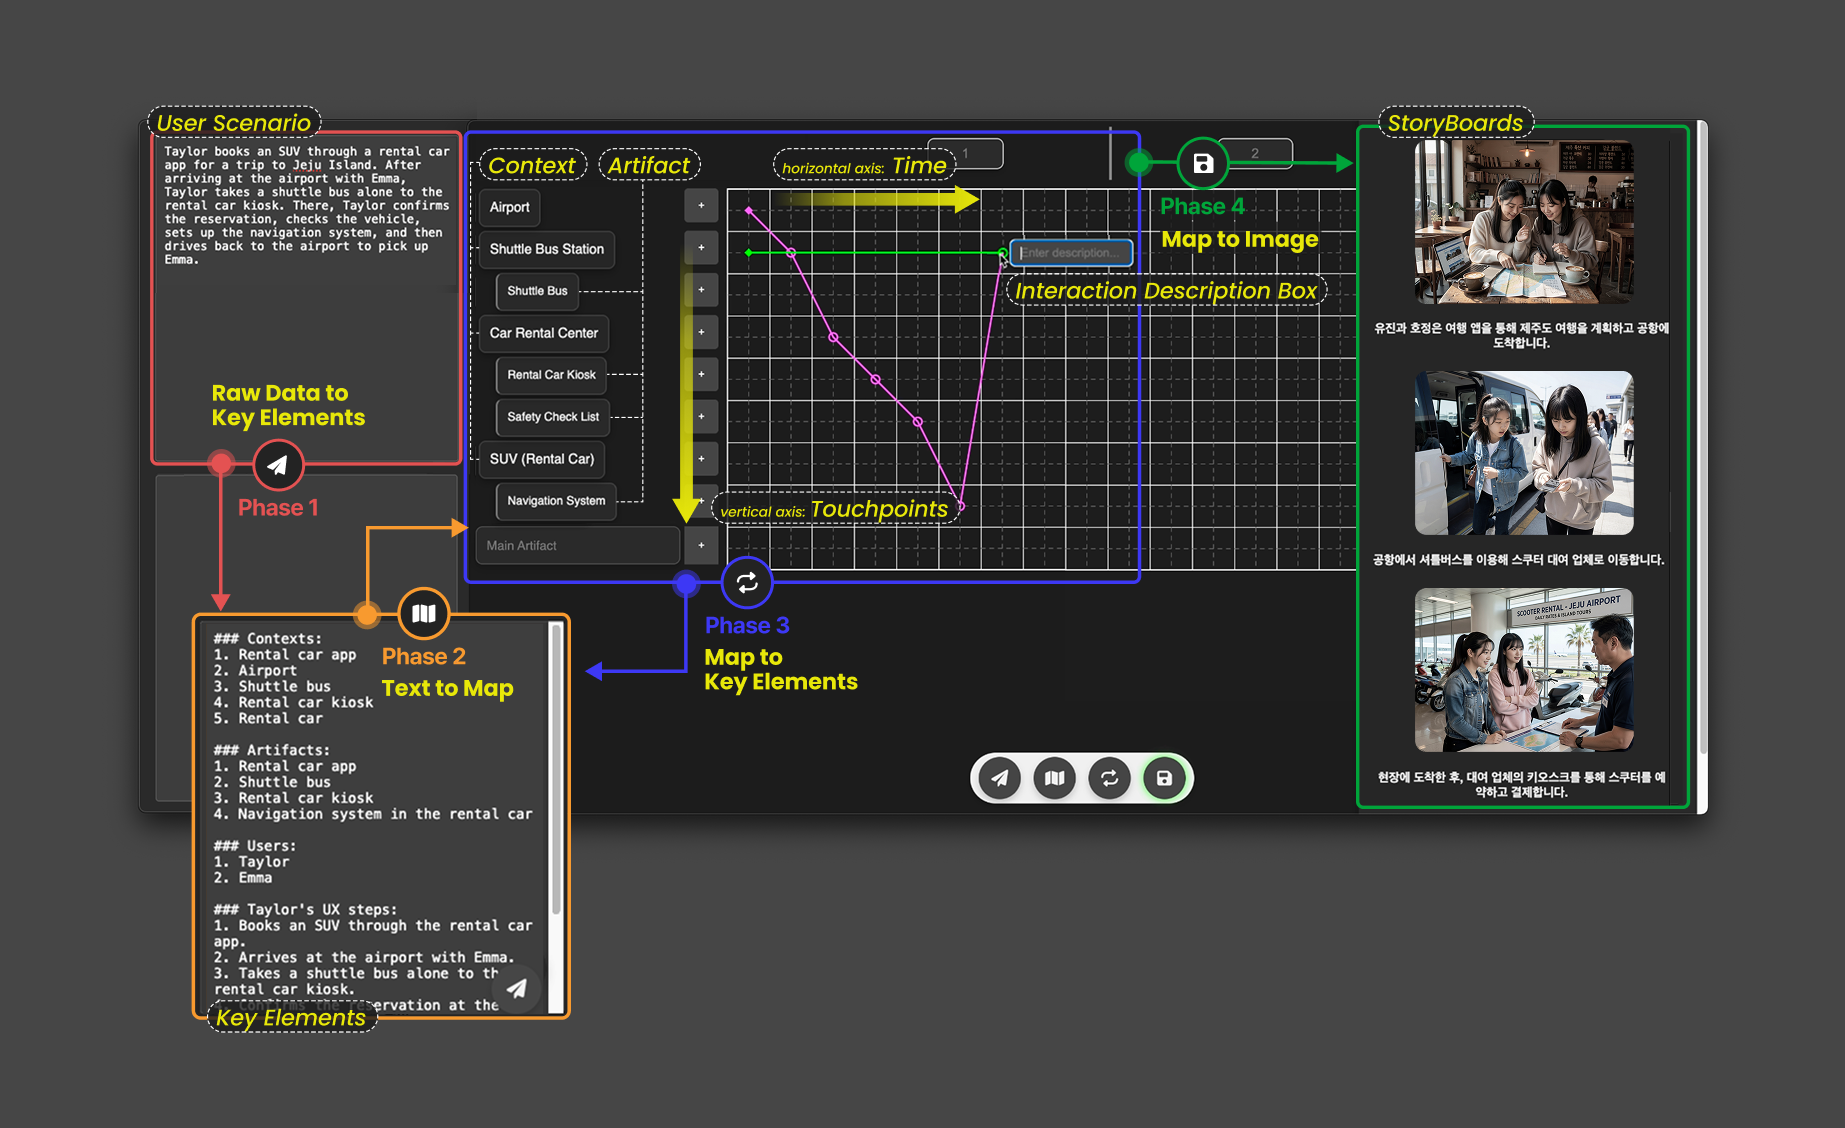 User Scenario
Taylor books an SUV through a rental car
app for a trip to Jeju Island. After
arriving at the airport with Emma,
Taylor takes a shuttle bus alone to the
rental car kiosk. There, Taylor confirms
the reservation, checks the vehicle,
sets up the navigation system, and then
drives back to the airport to pick up
Emma.
Raw Data to
Key Elements
Phase 1
Context
Artifact
horizontal axis: Time
1
2
Airport
+
Shuttle Bus Station
+
Shuttle Bus
+
Car Rental Center
+
Rental Car Kiosk
+
Safety Check List
+
SUV (Rental Car)
+
Navigation System
+
Main Artifact
+
Enter description...
Interaction Description Box
vertical axis: Touchpoints
Phase 4
Map to Image
Phase 3
Map to
Key Elements
Phase 2
Text to Map
### Contexts:
1. Rental car app
2. Airport
3. Shuttle bus
4. Rental car kiosk
5. Rental car
### Artifacts:
1. Rental car app
2. Shuttle bus
3. Rental car kiosk
4. Navigation system in the rental car
### Users:
1. Taylor
2. Emma
### Taylor's UX steps:
1. Books an SUV through the rental car
app.
2. Arrives at the airport with Emma.
3. Takes a shuttle bus alone to th
rental car kiosk.
4. Confirms the reservation at the
Key Elements
StoryBoards
유진과 호정은 여행 앱을 통해 제주도 여행을 계획하고 공항에
도착합니다.
공항에서 셔틀버스를 이용해 스쿠터 대여 업체로 이동합니다.
SCOOTER RENTAL · JEJU AIRPORT
DAILY RATES & ISLAND TOURS
현장에 도착한 후, 대여 업체의 키오스크를 통해 스쿠터를 예
약하고 결제합니다.